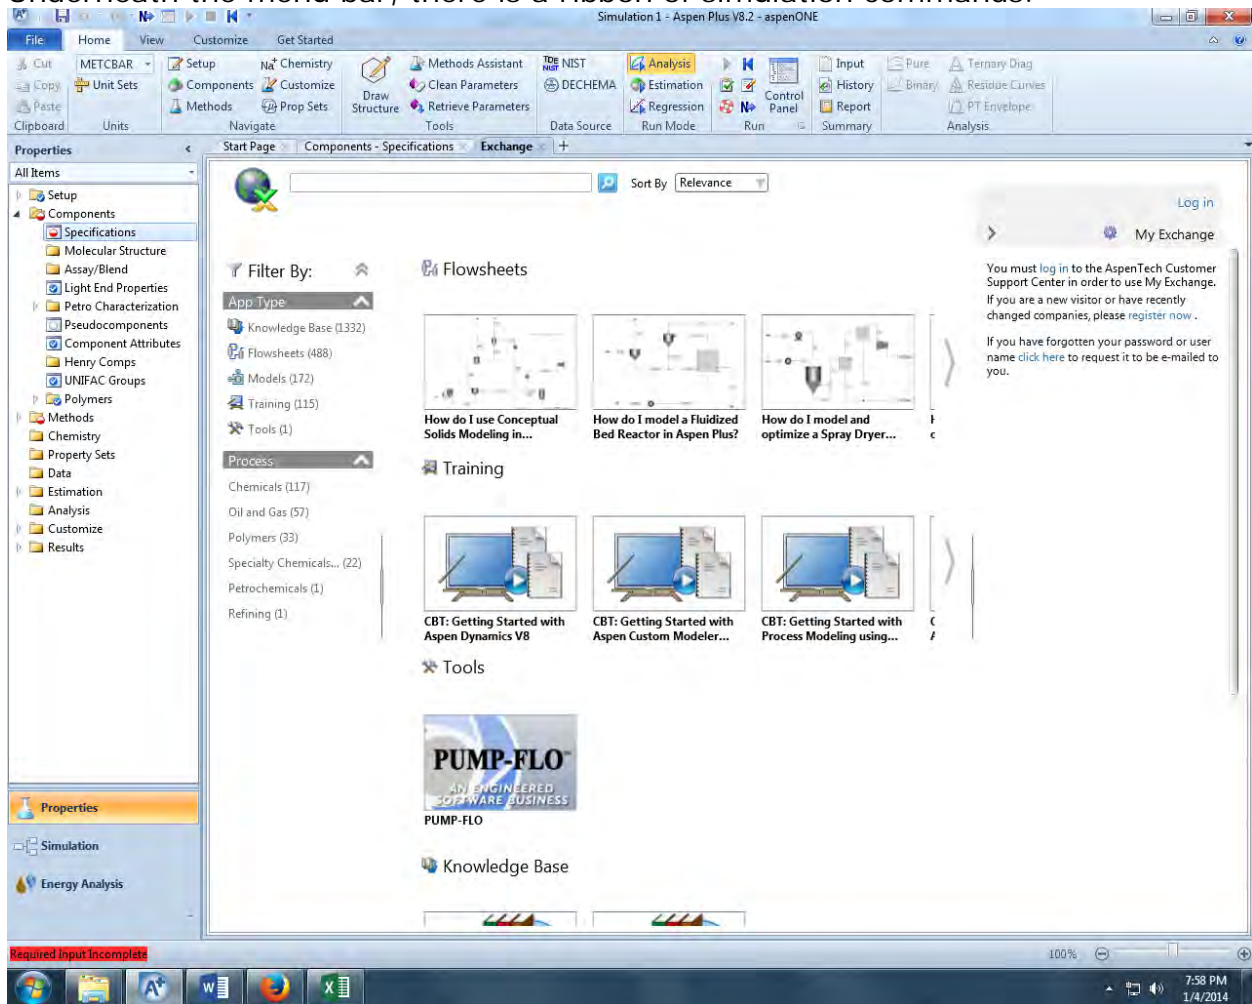 Underneath the menu bar, there is a ribbon of simulation commands.
Simulation 1 - Aspen Plus V8.2 - aspenONE
File Home View Customize Get Started
Cut METCBAR Setup Na+ Chemistry Methods Assistant NIST Analysis Input Pure Ternary Diag
Copy Unit Sets Components Customize Draw Structure Clean Parameters DECHEMA Estimation Control Panel History Binary Residue Curves
Paste Methods Prop Sets Retrieve Parameters Regression Report PT Envelope
Clipboard Units Navigate Tools Data Source Run Mode Run Summary Analysis
Properties
All Items
Setup
Components
Specifications
Molecular Structure
Assay/Blend
Light End Properties
Petro Characterization
Pseudocomponents
Component Attributes
Henry Comps
UNIFAC Groups
Polymers
Methods
Chemistry
Property Sets
Data
Estimation
Analysis
Customize
Results
Properties
Simulation
Energy Analysis
Start Page Components - Specifications Exchange +
Sort By Relevance
Filter By:
App Type
Knowledge Base (1332)
Flowsheets (488)
Models (172)
Training (115)
Tools (1)
Process
Chemicals (117)
Oil and Gas (57)
Polymers (33)
Specialty Chemicals... (22)
Petrochemicals (1)
Refining (1)
Flowsheets
How do I use Conceptual
Solids Modeling in...
How do I model a Fluidized
Bed Reactor in Aspen Plus?
How do I model and
optimize a Spray Dryer...
Training
CBT: Getting Started with
Aspen Dynamics V8
CBT: Getting Started with
Aspen Custom Modeler...
CBT: Getting Started with
Process Modeling using...
Tools
PUMP-FLO™
AN ENGINEERED
SOFTWARE BUSINESS
PUMP-FLO
Knowledge Base
Log in
My Exchange
You must log in to the AspenTech Customer
Support Center in order to use My Exchange.
If you are a new visitor or have recently
changed companies, please register now .
If you have forgotten your password or user
name click here to request it to be e-mailed to
you.
Required Input Incomplete
100%
7:58 PM
1/4/2014